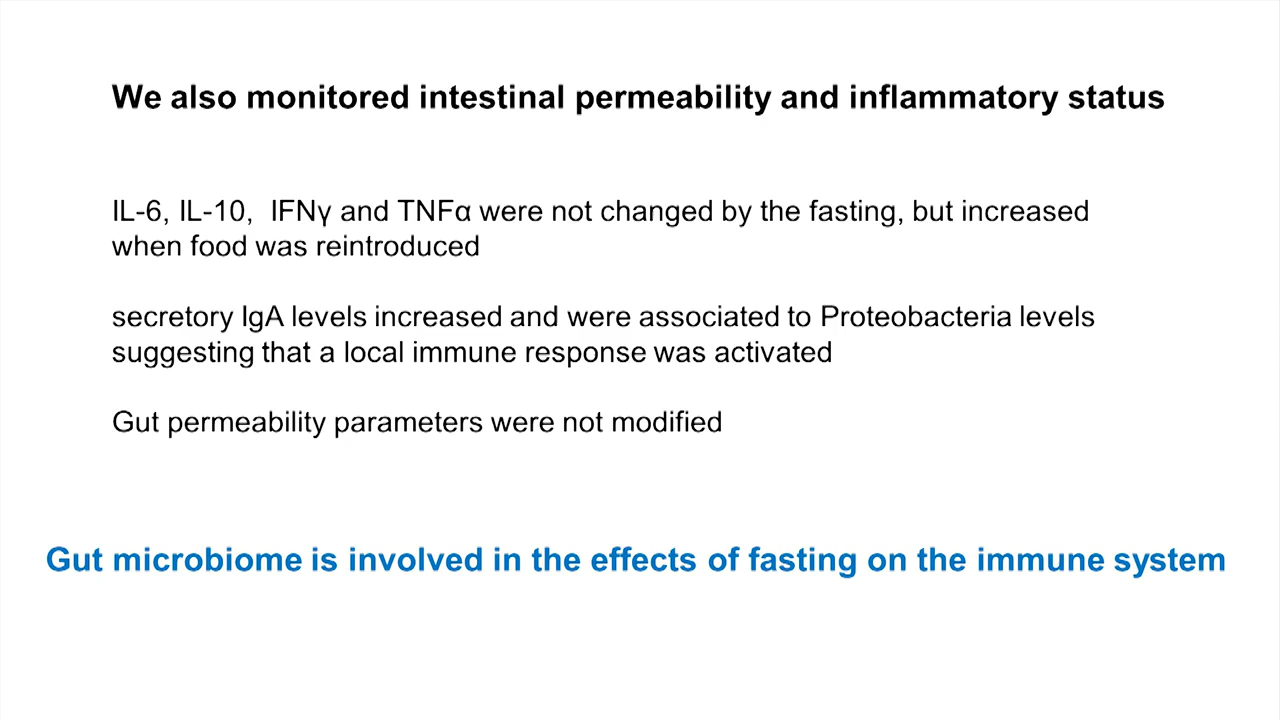 We also monitored intestinal permeability and inflammatory status
IL-6, IL-10,  IFNγ and TNFα were not changed by the fasting, but increased
when food was reintroduced
secretory IgA levels increased and were associated to Proteobacteria levels
suggesting that a local immune response was activated
Gut permeability parameters were not modified
Gut microbiome is involved in the effects of fasting on the immune system